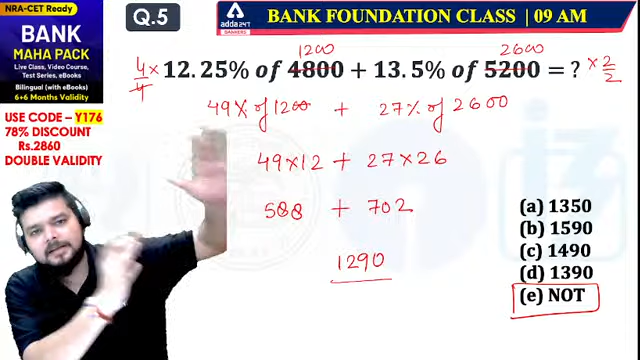 NRA-CET Ready
BANK
MAHA PACK
Live Class, Video Course,
Test Series, eBooks
Bilingual (with eBooks)
6+6 Months Validity
USE CODE – Y176
78% DISCOUNT
Rs.2860
DOUBLE VALIDITY
Q.5
adda247
BANKERS
BANK FOUNDATION CLASS | 09 AM
1200 2600
4/4 × 12.25% of 4800 + 13.5% of 5200 = ? × 2/2
49% of 1200 + 27% of 2600
49×12 + 27×26
588 + 702
1290
(a) 1350
(b) 1590
(c) 1490
(d) 1390
(e) NOT